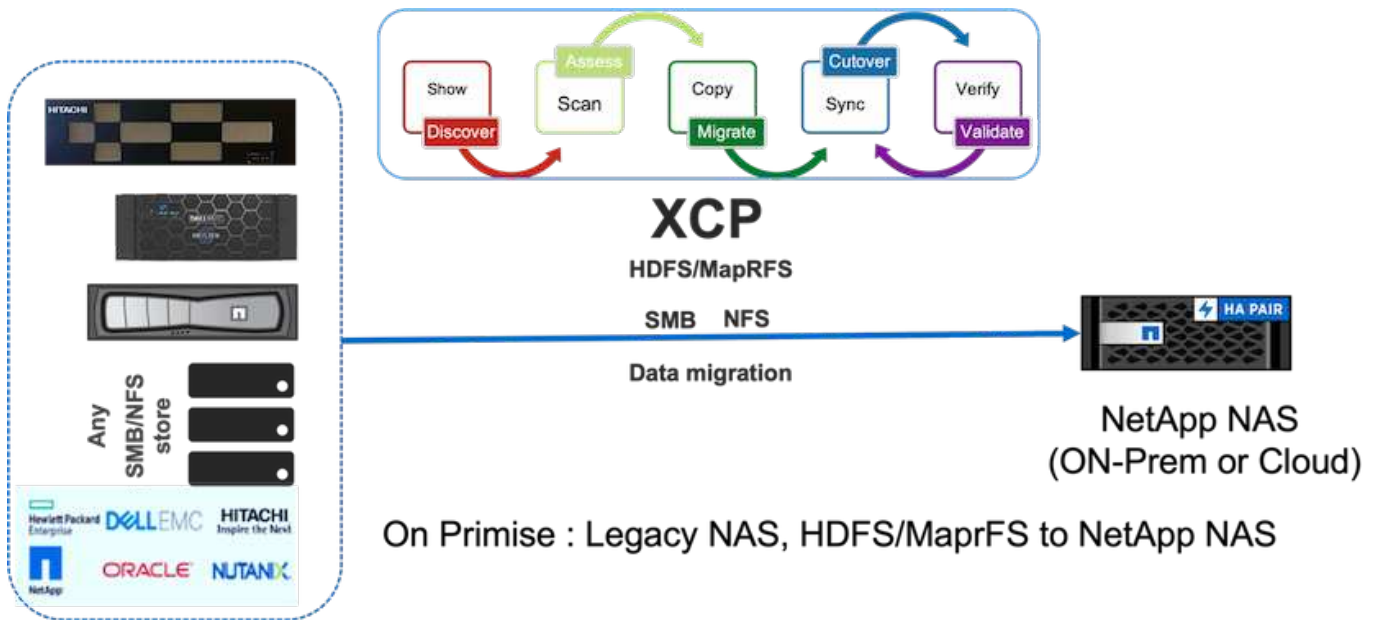 Assess
Cutover
Show
Scan
Copy
Sync
Verify
Discover
Migrate
Validate
XCP
HDFS/MapRFS
SMB NFS
Data migration
HITACHI
Any
SMB/NFS
store
Hewlett Packard
Enterprise
DELLEMC
HITACHI
Inspire the Next
NetApp
ORACLE
NUTANIX
HA PAIR
NetApp NAS
(ON-Prem or Cloud)
On Primise : Legacy NAS, HDFS/MaprFS to NetApp NAS